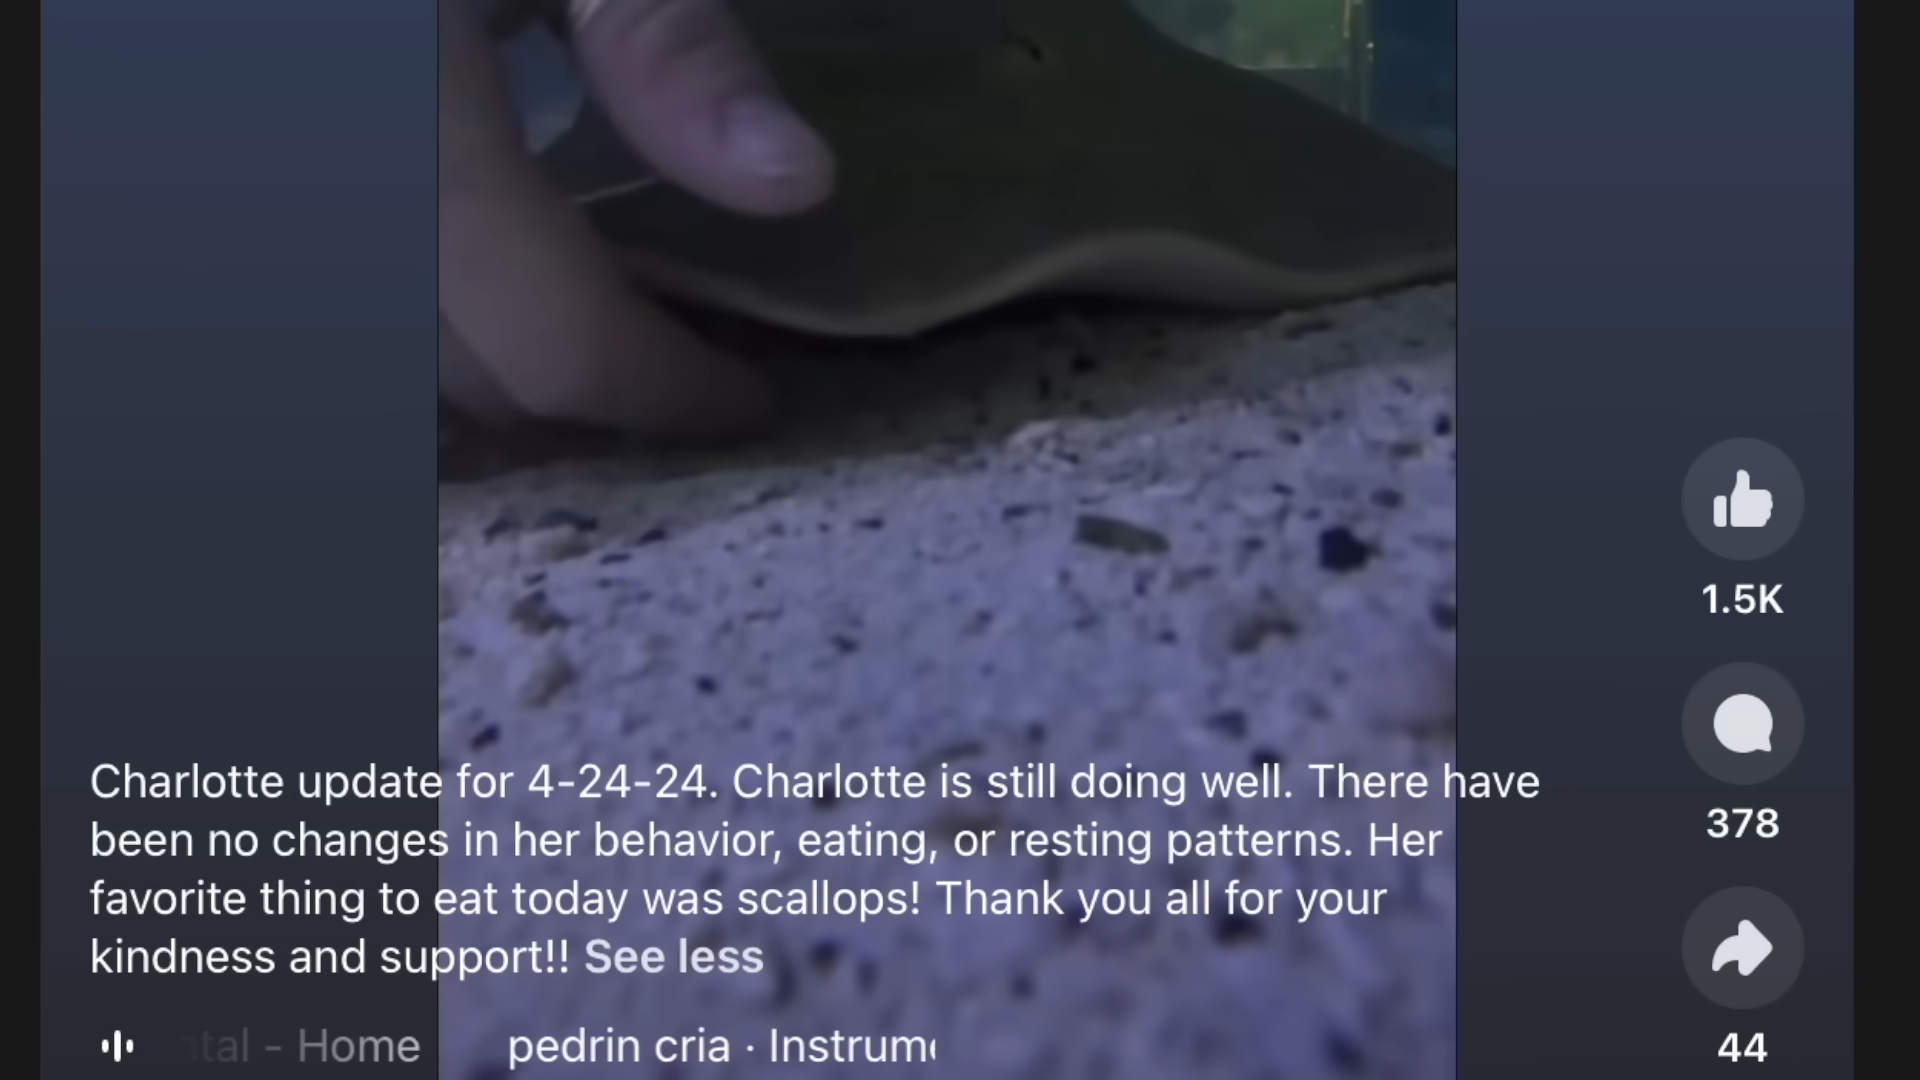 1.5K
378
Charlotte update for 4-24-24. Charlotte is still doing well. There have
been no changes in her behavior, eating, or resting patterns. Her
favorite thing to eat today was scallops! Thank you all for your
kindness and support!! See less
- Home pedrin cria ·
44